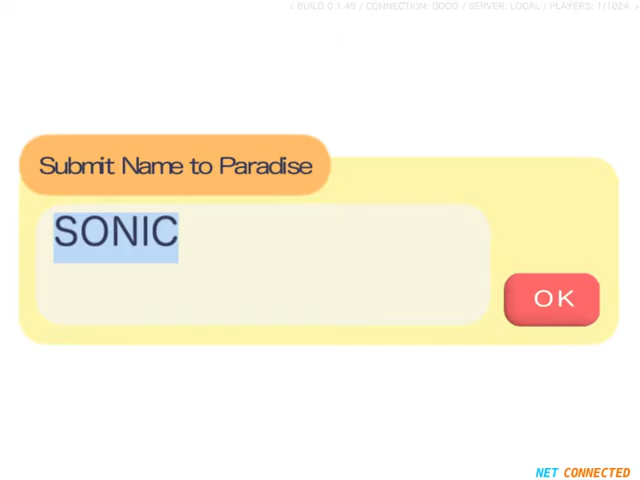 < BUILD 0.1.49 / CONNECTION: GOOD / SERVER: LOCAL / PLAYERS: 1/1024 >
Submit Name to Paradise
SONIC
OK
NET CONNECTED